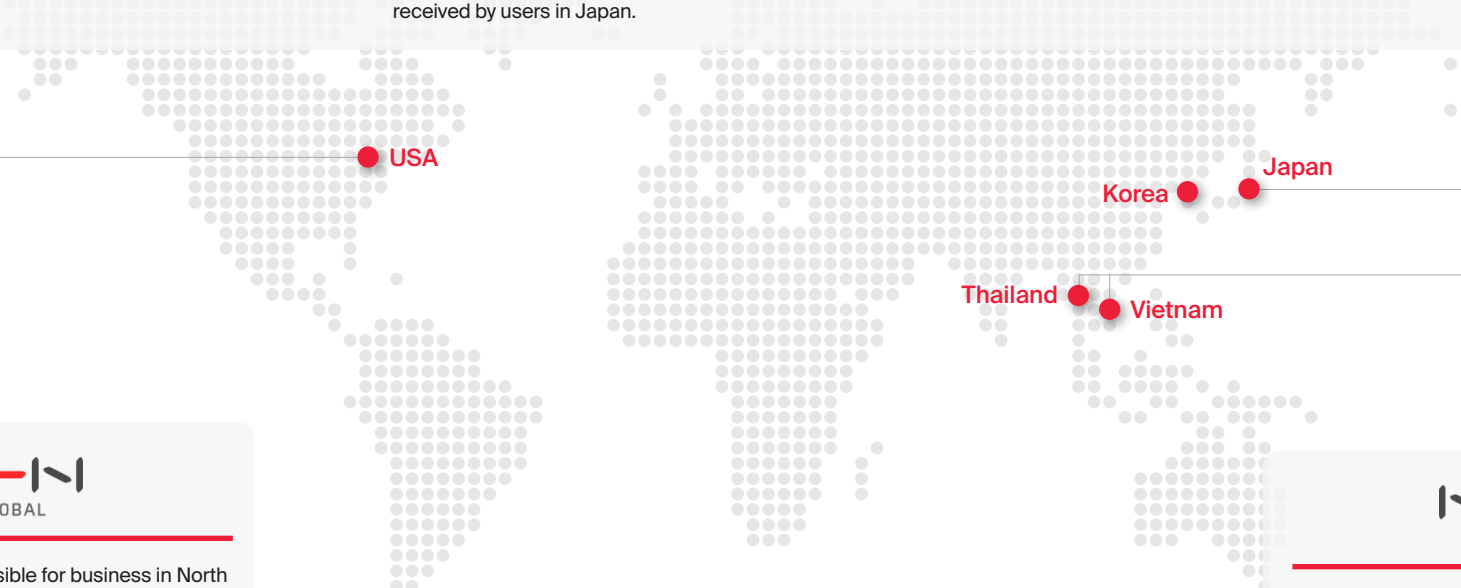 received by users in Japan.
USA
Japan
Korea
Thailand
Vietnam
OBAL
sible for business in North